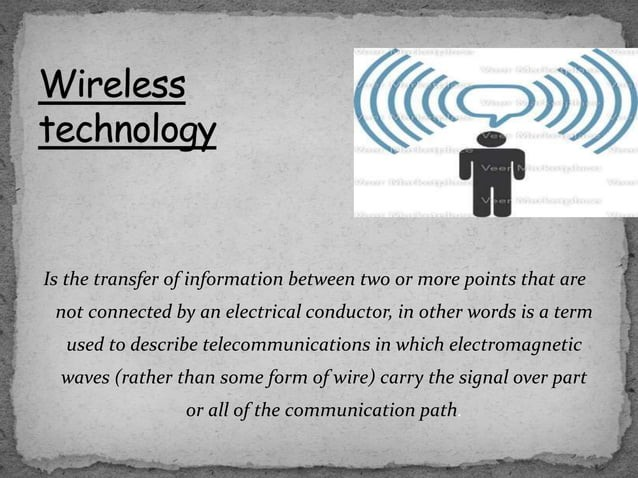 Wireless
technology
Veer Marketplace
Is the transfer of information between two or more points that are
not connected by an electrical conductor, in other words is a term
used to describe telecommunications in which electromagnetic
waves (rather than some form of wire) carry the signal over part
or all of the communication path